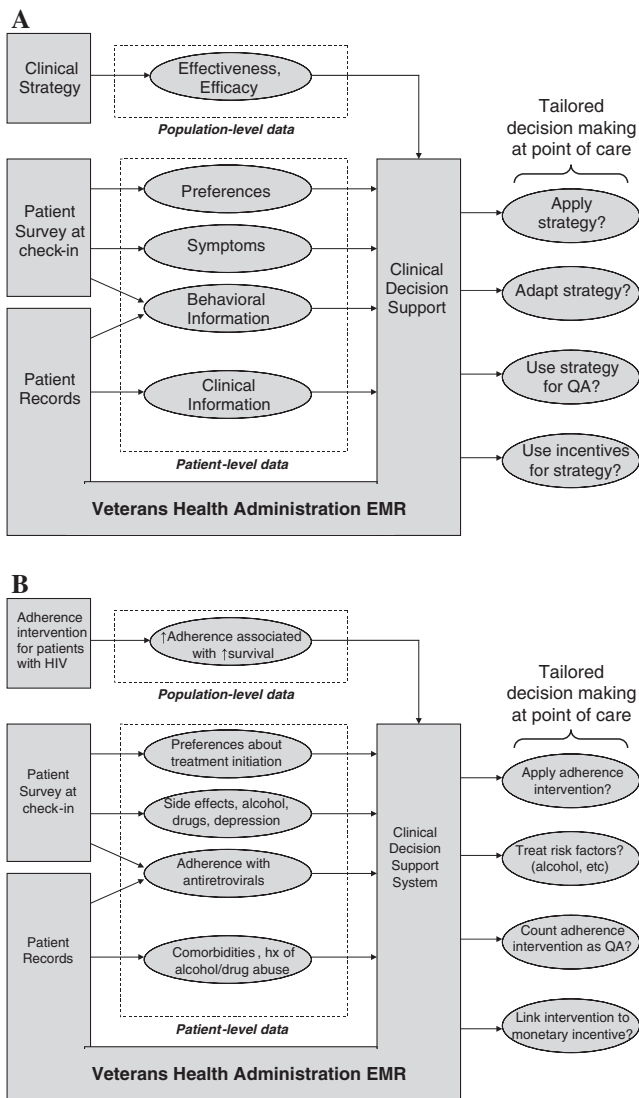 A
Clinical
Strategy
Effectiveness,
Efficacy
Population-level data
Tailored
decision making
at point of care
Patient
Survey at
check-in
Preferences
Symptoms
Behavioral
Information
Patient
Records
Clinical
Information
Patient-level data
Clinical
Decision
Support
Apply
strategy?
Adapt strategy?
Use strategy
for QA?
Use incentives
for strategy?
Veterans Health Administration EMR
B
Adherence
intervention
for patients
with HIV
↑Adherence associated
with ↑survival
Population-level data
Tailored
decision making
at point of care
Patient
Survey at
check-in
Preferences about
treatment initiation
Side effects, alcohol,
drugs, depression
Adherence with
antiretrovirals
Patient
Records
Comorbidities, hx of
alcohol/drug abuse
Patient-level data
Clinical
Decision
Support
System
Apply adherence
intervention?
Treat risk factors?
(alcohol, etc)
Count adherence
intervention as QA?
Link intervention to
monetary incentive?
Veterans Health Administration EMR